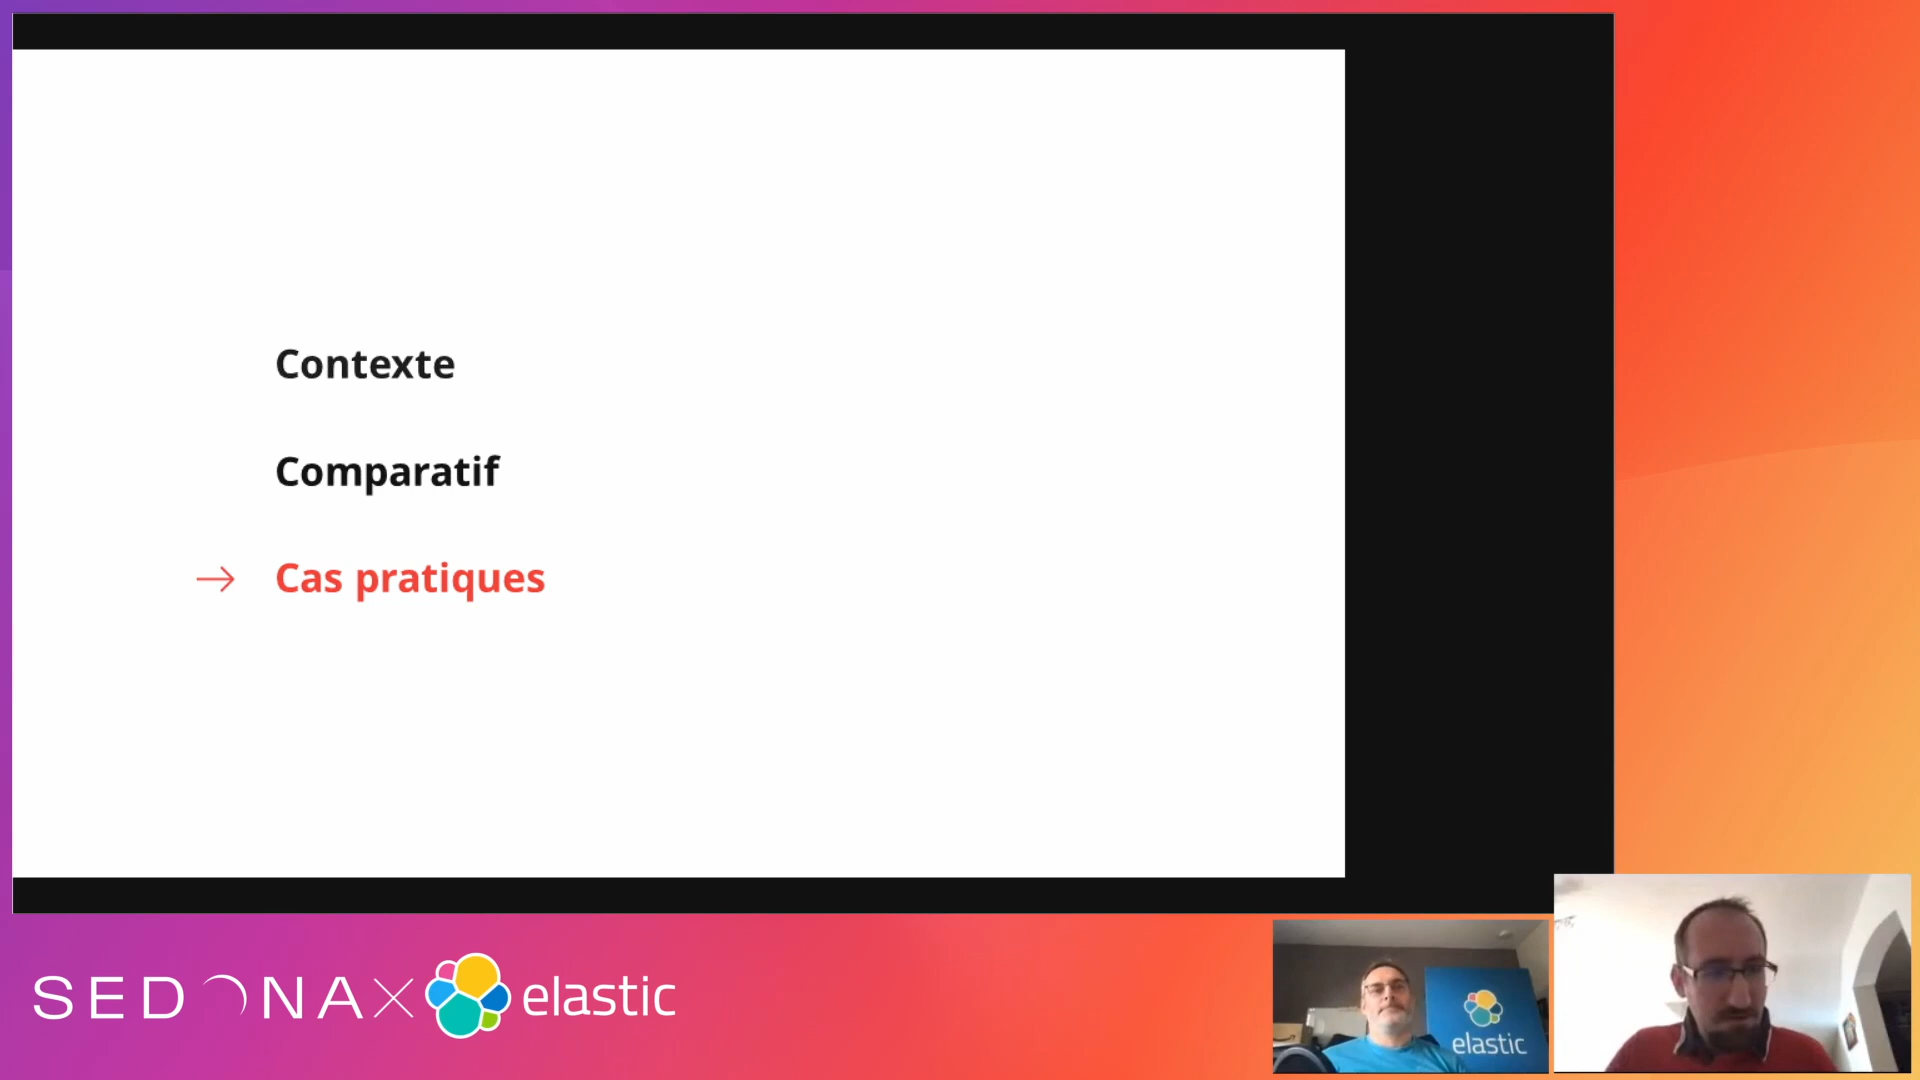 Contexte
Comparatif
→ Cas pratiques
SEDONA X elastic
elastic